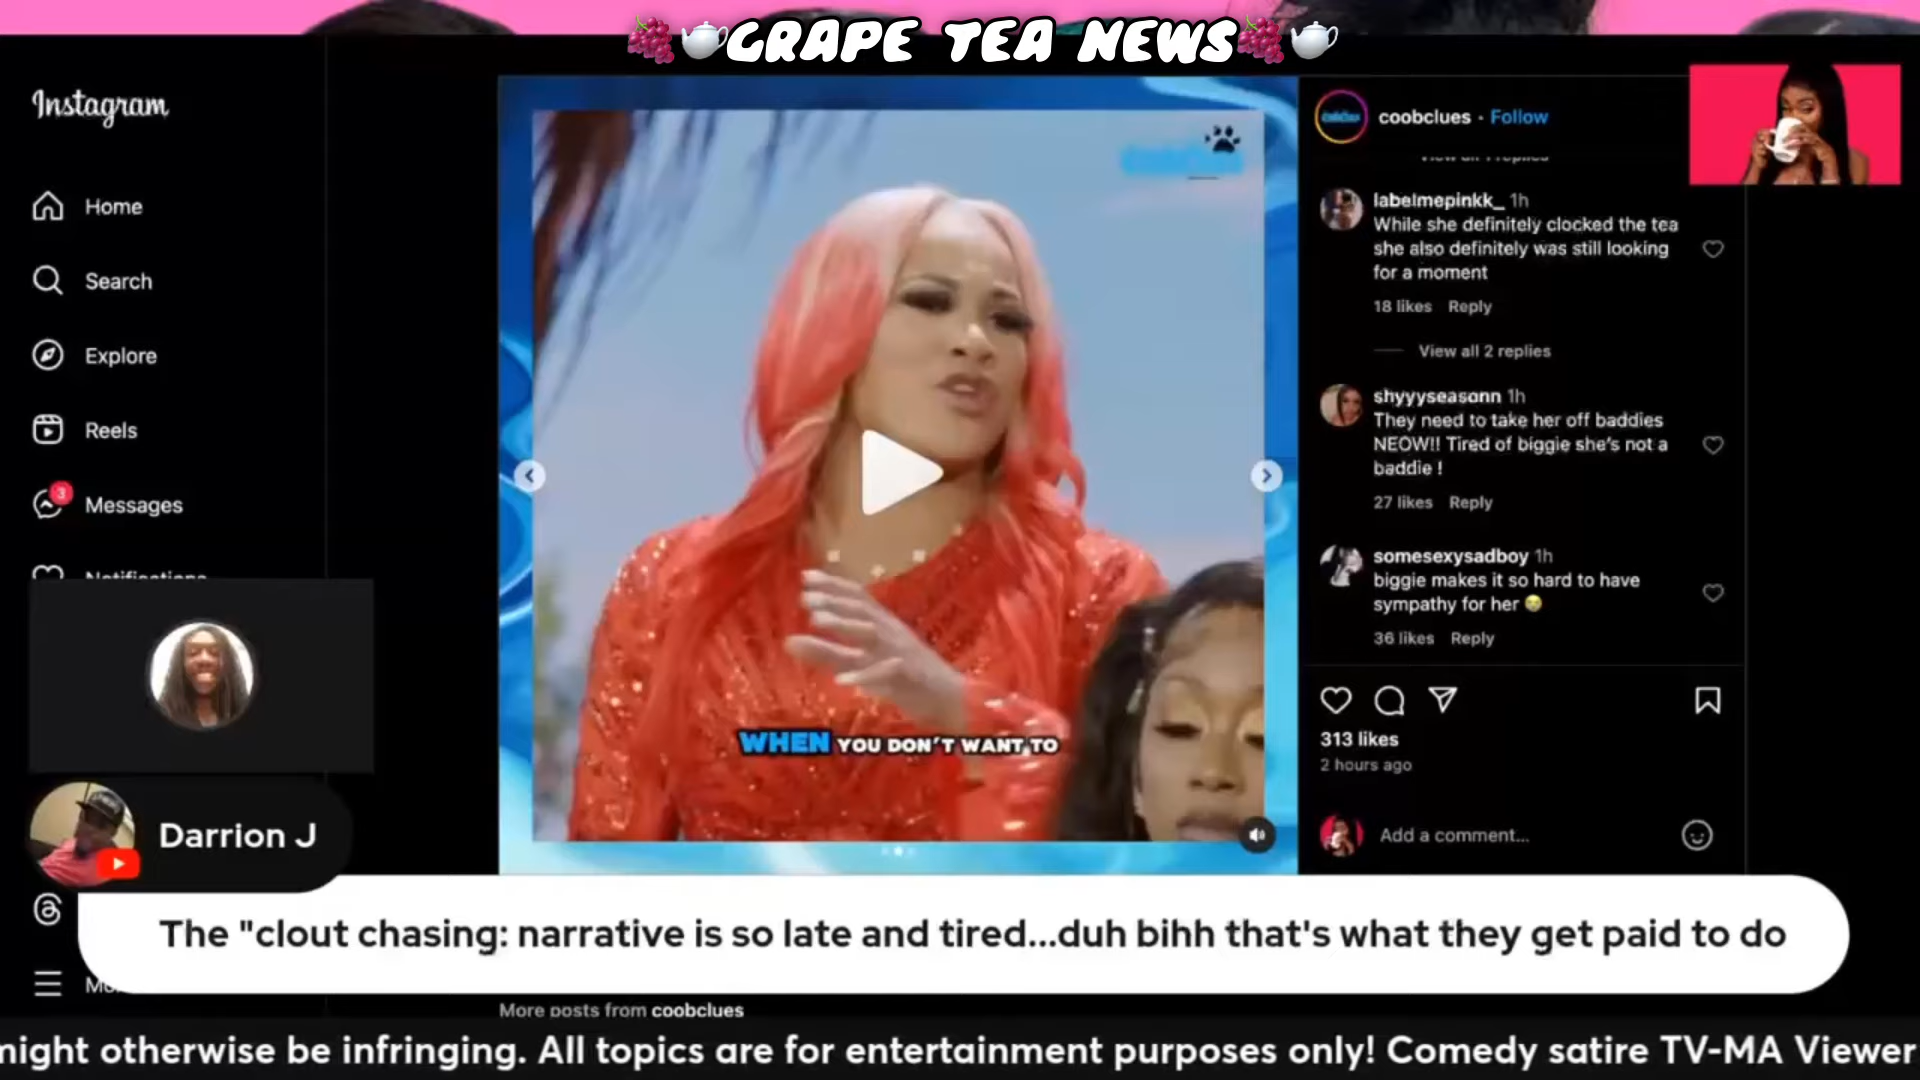 GRAPE TEA NEWS
Instagram
Home
Search
Explore
Reels
3
Messages
Notifications
WHEN YOU DON'T WANT TO
coobclues • Follow
labelmepinkk_ 1h
While she definitely clocked the tea
she also definitely was still looking
for a moment
18 likes Reply
View all 2 replies
shyyyseasonn 1h
They need to take her off baddies
NEOW!! Tired of biggie she's not a
baddie !
27 likes Reply
somesexysadboy 1h
biggie makes it so hard to have
sympathy for her 😭
36 likes Reply
313 likes
2 hours ago
Add a comment...
Darrion J
The "clout chasing: narrative is so late and tired...duh bihh that's what they get paid to do
More posts from coobclues
might otherwise be infringing. All topics are for entertainment purposes only! Comedy satire TV-MA Viewer